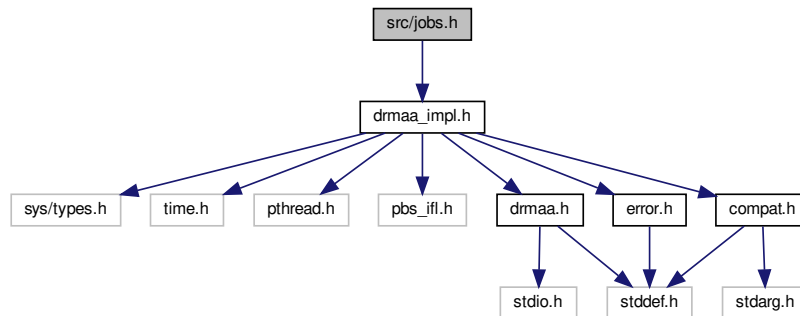 src/jobs.h
drmaa_impl.h
sys/types.h
time.h
pthread.h
pbs_ifl.h
drmaa.h
error.h
compat.h
stdio.h
stddef.h
stdarg.h